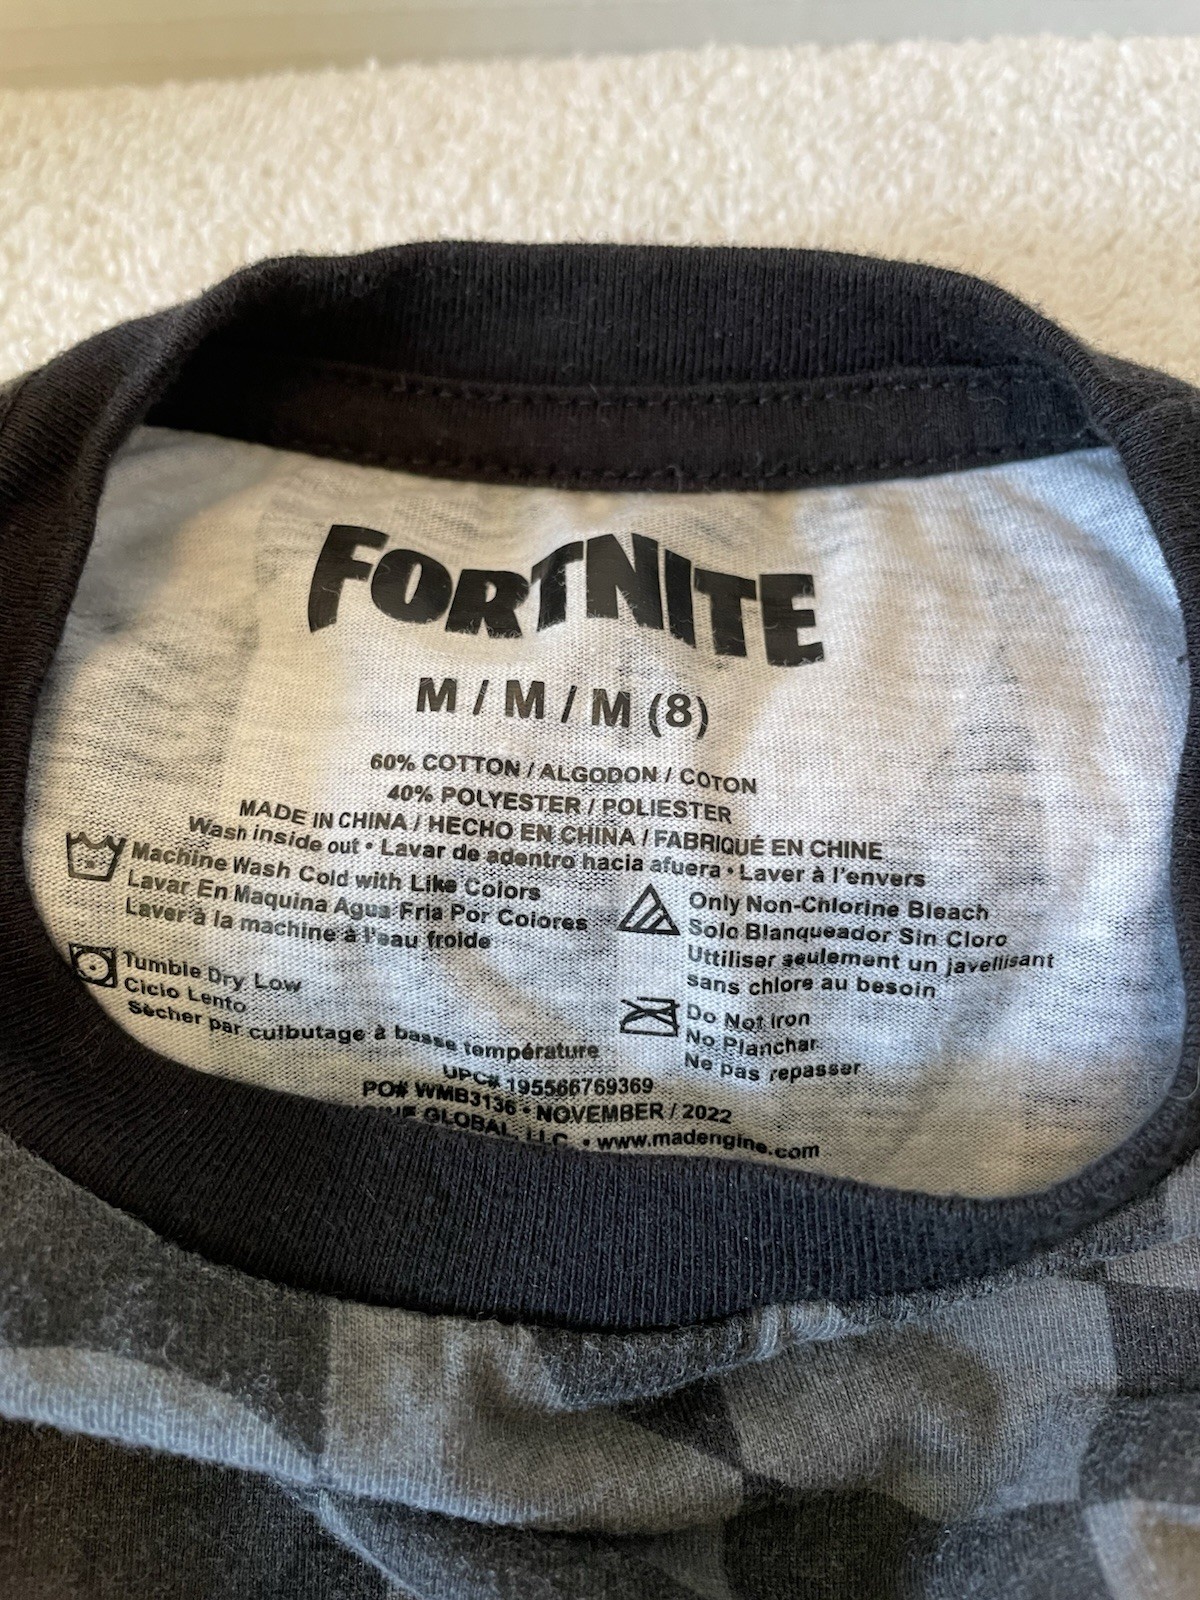 FORTNITE
M / M / M (8)
60% COTTON / ALGODON / COTON
40% POLYESTER / POLIESTER
MADE IN CHINA / HECHO EN CHINA / FABRIQUÉ EN CHINE
Wash inside out • Lavar de adentro hacia afuera • Laver à l'envers
Machine Wash Cold with Like Colors
Lavar En Maquina Agua Fria Por Colores
Laver à la machine à l'eau froide
Only Non-Chlorine Bleach
Solo Blanqueador Sin Cloro
Uttiliser seulement un javellisant
sans chlore au besoin
Tumble Dry Low
Ciclo Lento
Sècher par culbutage à basse température
Do Not Iron
No Planchar
Ne pas repasser
UPC# 195566769369
PO# WMB3136 • NOVEMBER / 2022
GLOBAL, LLC • www.madengine.com